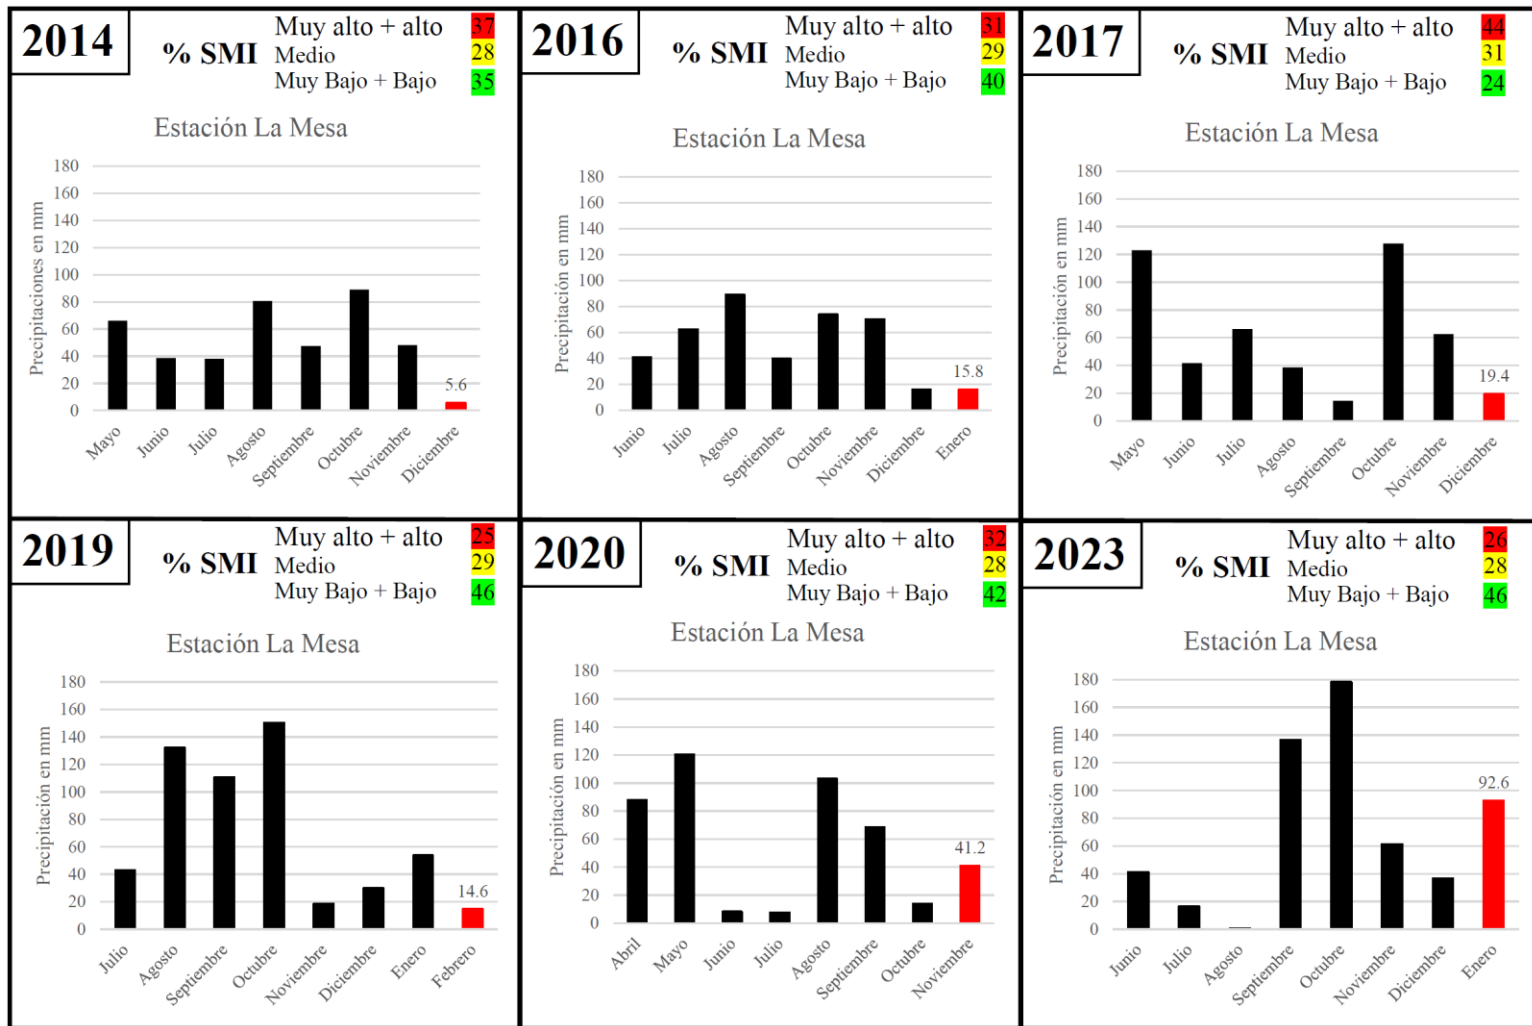 2014
% SMI
Muy alto + alto 37
Medio 28
Muy Bajo + Bajo 35
Estación La Mesa
Precipitaciones en mm
180
160
140
120
100
80
60
40
20
0
5.6
Mayo
Junio
Julio
Agosto
Septiembre
Octubre
Noviembre
Diciembre
2016
% SMI
Muy alto + alto 31
Medio 29
Muy Bajo + Bajo 40
Estación La Mesa
Precipitación en mm
180
160
140
120
100
80
60
40
20
0
15.8
Junio
Julio
Agosto
Septiembre
Octubre
Noviembre
Diciembre
Enero
2017
% SMI
Muy alto + alto 44
Medio 31
Muy Bajo + Bajo 24
Estación La Mesa
Precipitación en mm
180
160
140
120
100
80
60
40
20
0
19.4
Mayo
Junio
Julio
Agosto
Septiembre
Octubre
Noviembre
Diciembre
2019
% SMI
Muy alto + alto 25
Medio 29
Muy Bajo + Bajo 46
Estación La Mesa
Precipitación en mm
180
160
140
120
100
80
60
40
20
0
14.6
Julio
Agosto
Septiembre
Octubre
Noviembre
Diciembre
Enero
Febrero
2020
% SMI
Muy alto + alto 32
Medio 28
Muy Bajo + Bajo 42
Estación La Mesa
Precipitación en mm
180
160
140
120
100
80
60
40
20
0
41.2
Abril
Mayo
Junio
Julio
Agosto
Septiembre
Octubre
Noviembre
2023
% SMI
Muy alto + alto 26
Medio 28
Muy Bajo + Bajo 46
Estación La Mesa
Precipitación en mm
180
160
140
120
100
80
60
40
20
0
92.6
Junio
Julio
Agosto
Septiembre
Octubre
Noviembre
Diciembre
Enero